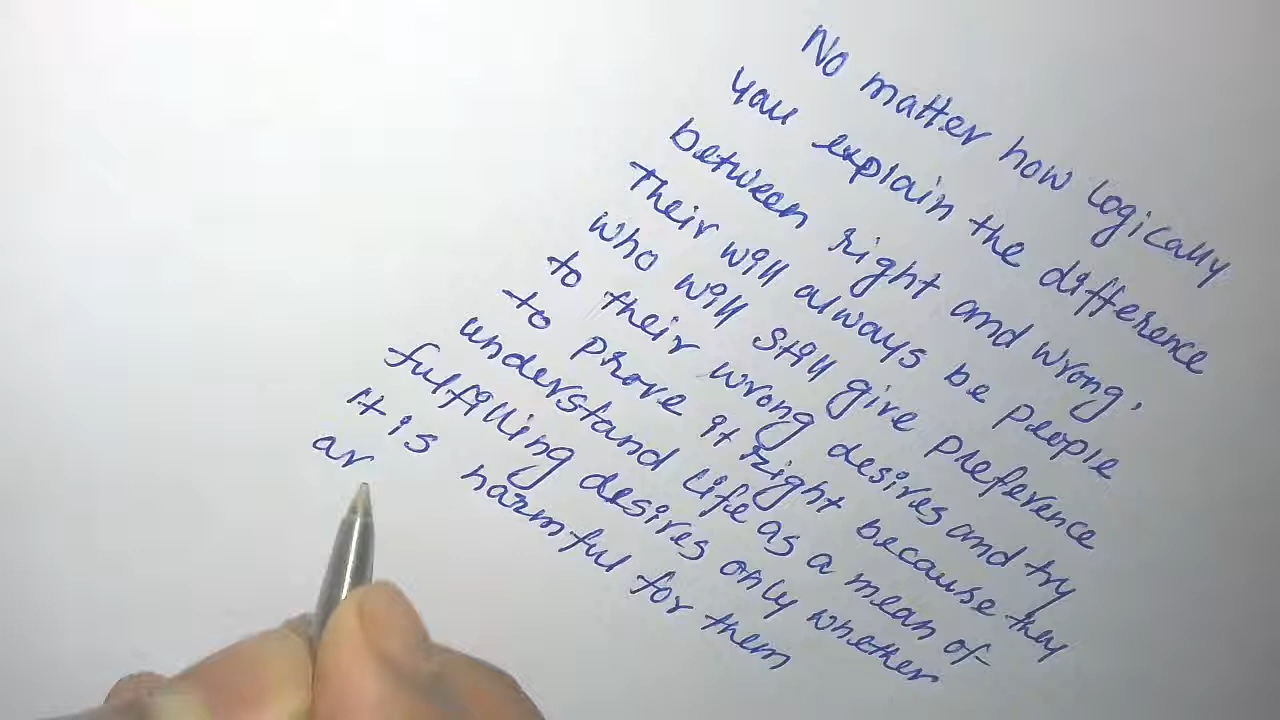 No matter how logically
you explain the difference
between right and wrong,
Their will always be people
who will still give preference
to their wrong desires and try
to prove it right because they
understand life as a mean of
fulfilling desires only whether
It is harmful for them
ar